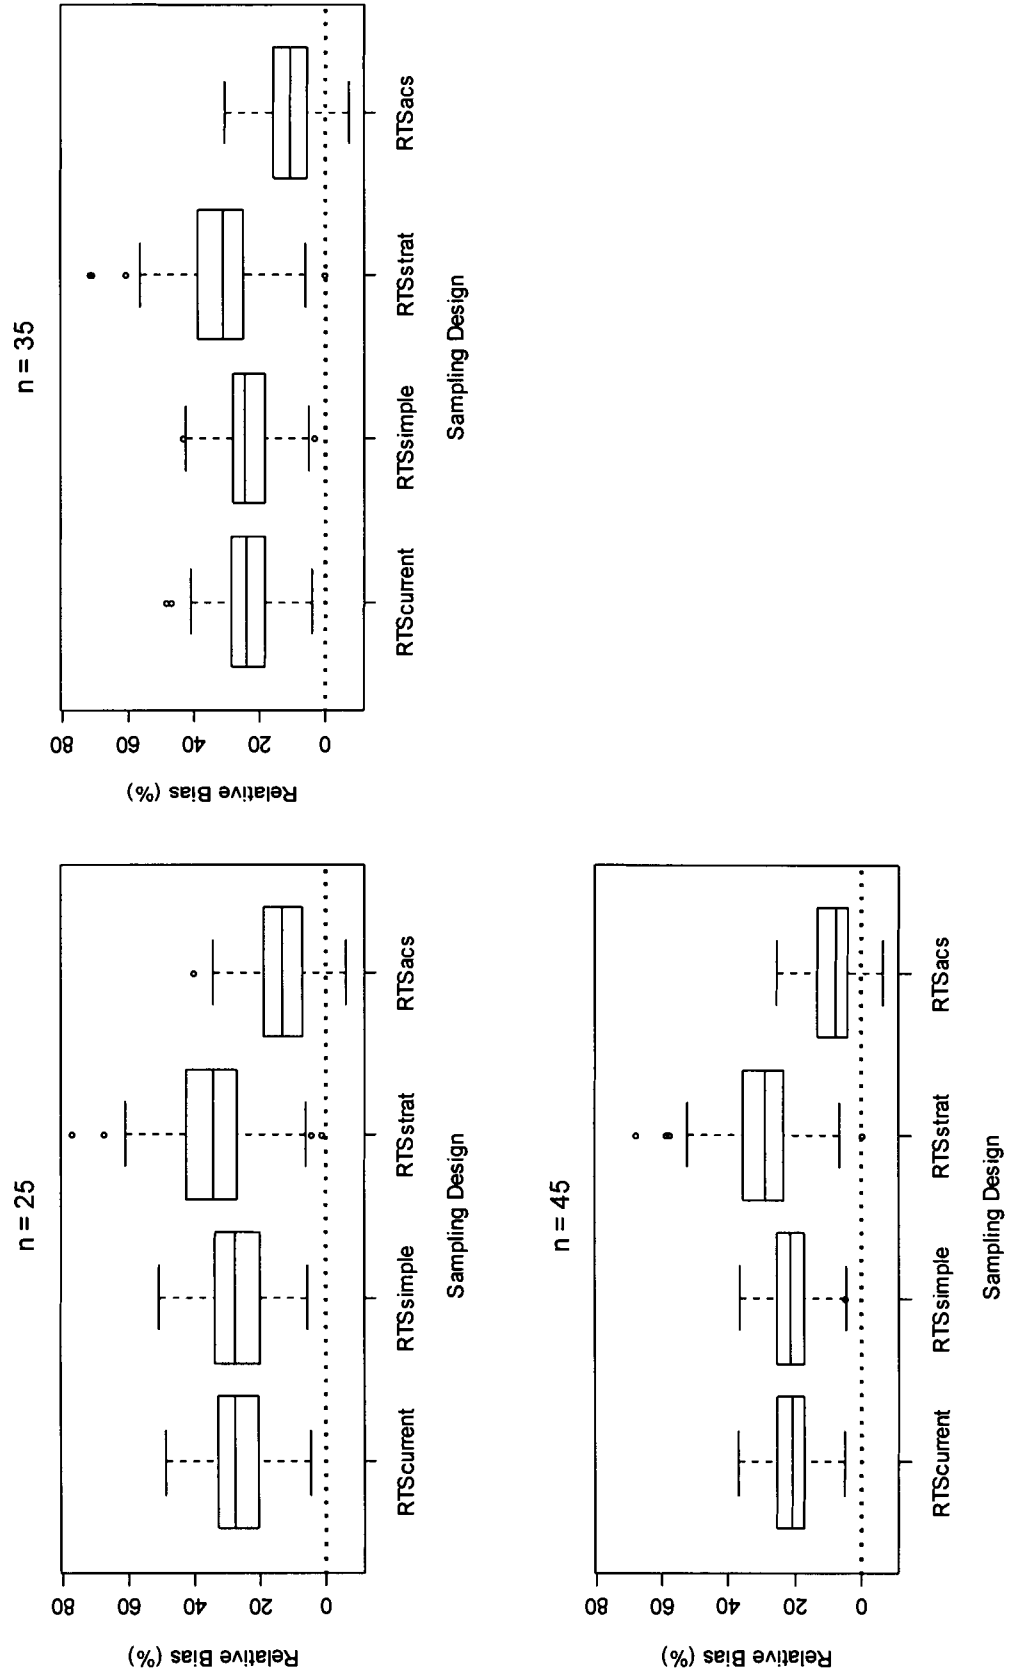 n = 25
Relative Bias (%)
80
60
40
20
0
RTScurrent
RTSsimple
RTSstrat
RTSacs
Sampling Design
n = 35
Relative Bias (%)
80
60
40
20
0
RTScurrent
RTSsimple
RTSstrat
RTSacs
Sampling Design
n = 45
Relative Bias (%)
80
60
40
20
0
RTScurrent
RTSsimple
RTSstrat
RTSacs
Sampling Design